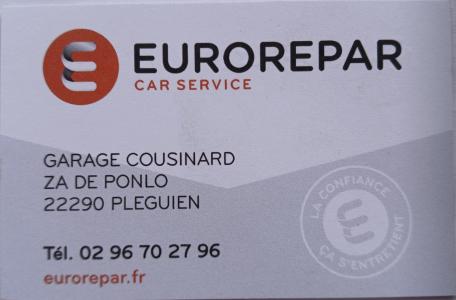 EUROREPAR
CAR SERVICE
GARAGE COUSINARD
ZA DE PONLO
22290 PLEGUIEN
Tél. 02 96 70 27 96
eurorepar.fr
LA CONFIANCE
ÇA S'ENTRETIENT